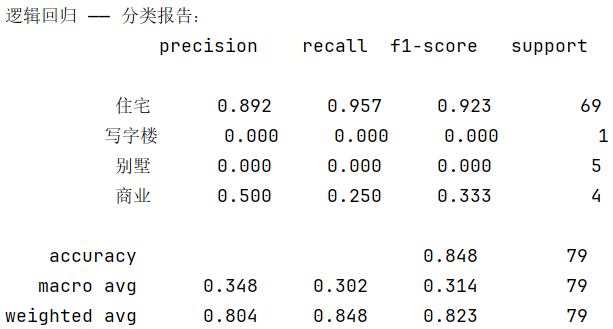 逻辑回归 —— 分类报告：
precision recall f1-score support
住宅 0.892 0.957 0.923 69
写字楼 0.000 0.000 0.000 1
别墅 0.000 0.000 0.000 5
商业 0.500 0.250 0.333 4
accuracy 0.848 79
macro avg 0.348 0.302 0.314 79
weighted avg 0.804 0.848 0.823 79